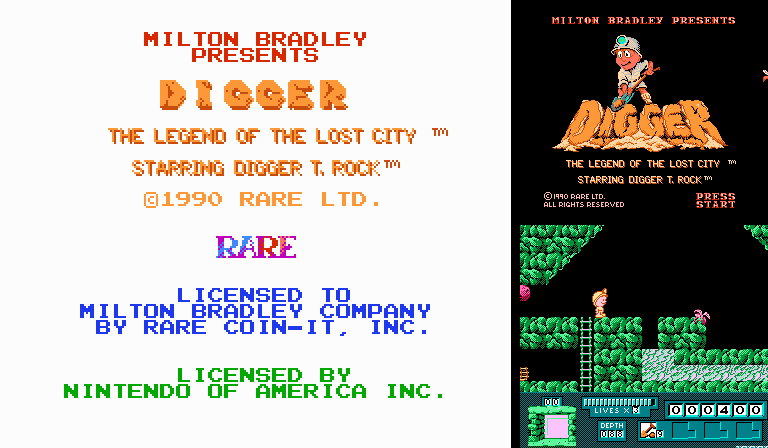 MILTON BRADLEY
PRESENTS
DIGGER
THE LEGEND OF THE LOST CITY ™
STARRING DIGGER T. ROCK™
©1990 RARE LTD.
RARE
LICENSED TO
MILTON BRADLEY COMPANY
BY RARE COIN-IT, INC.
LICENSED BY
NINTENDO OF AMERICA INC.
MILTON BRADLEY PRESENTS
DIGGER
THE LEGEND OF THE LOST CITY ™
STARRING DIGGER T. ROCK™
©1990 RARE LTD.
ALL RIGHTS RESERVED
PRESS
START
00
LIVES × 3
000400
DEPTH